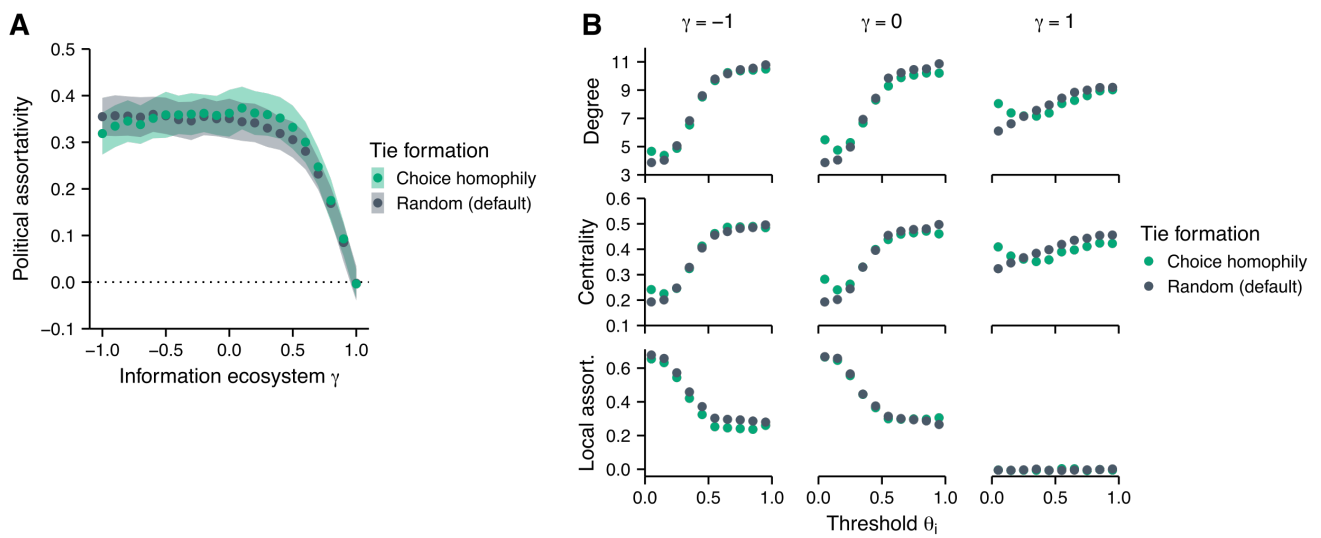 A
Political assortativity
0.5
0.4
0.3
0.2
0.1
0.0
−0.1
−1.0 −0.5 0.0 0.5 1.0
Information ecosystem γ
Tie formation
Choice homophily
Random (default)
B
γ = −1 γ = 0 γ = 1
Degree
11
9
7
5
3
Centrality
0.6
0.5
0.4
0.3
0.2
0.1
Local assort.
0.6
0.4
0.2
0.0
0.0 0.5 1.0 0.0 0.5 1.0 0.0 0.5 1.0
Threshold θi
Tie formation
Choice homophily
Random (default)